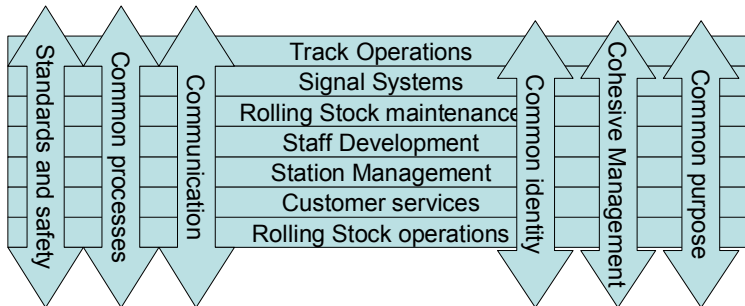 Standards and safety
Common processes
Communication
Track Operations
Signal Systems
Rolling Stock maintenance
Staff Development
Station Management
Customer services
Rolling Stock operations
Common identity
Cohesive Management
Common purpose